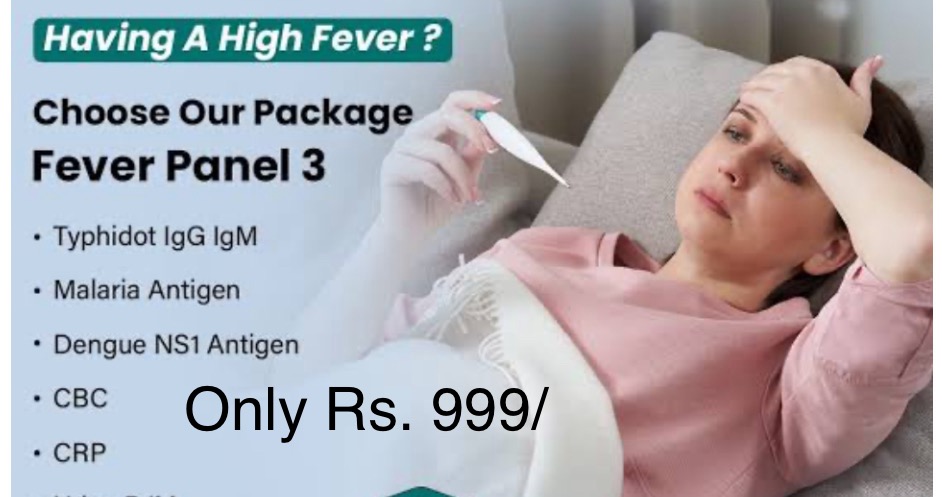 Having A High Fever ?
Choose Our Package
Fever Panel 3
• Typhidot IgG IgM
• Malaria Antigen
• Dengue NS1 Antigen
• CBC
Only Rs. 999/
• CRP